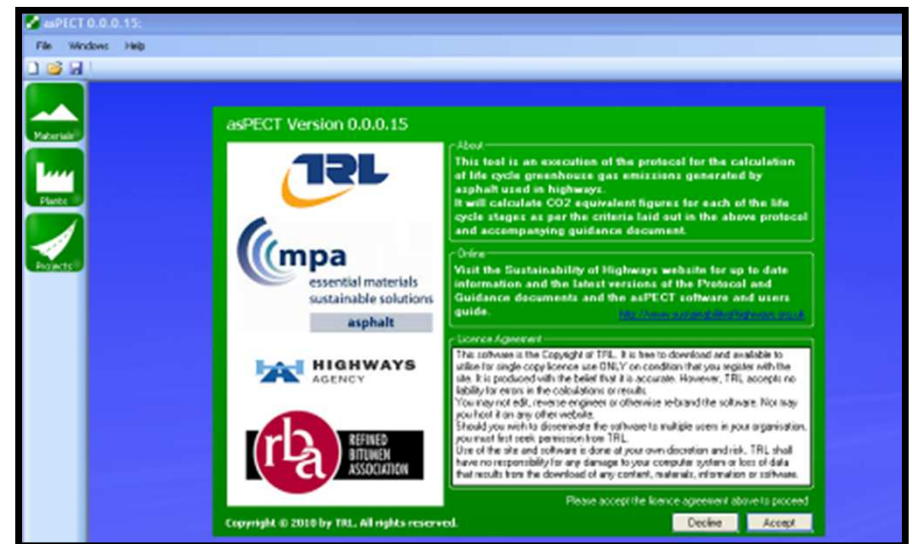 asPECT 0.0.0.15:
File Windows Help
Materials
Plants
Projects
asPECT Version 0.0.0.15
TRL
mpa
essential materials
sustainable solutions
asphalt
HIGHWAYS
AGENCY
rba
REFINED
BITUMEN
ASSOCIATION
About
This tool is an execution of the protocol for the calculation
of life cycle greenhouse gas emissions generated by
asphalt used in highways.
It will calculate CO2 equivalent figures for each of the life
cycle stages as per the criteria laid out in the above protocol
and accompanying guidance document.
Online
Visit the Sustainability of Highways website for up to date
information and the latest versions of the Protocol and
Guidance documents and the asPECT software and users
guide.
http://www.sustainabilityofhighways.org.uk
Licence Agreement
This software is the Copyright of TRL. It is free to download and available to
utilise for single copy licence use ONLY on condition that you register with the
site. It is produced with the belief that it is accurate. However, TRL accepts no
liability for errors in the calculations or results.
You may not edit, reverse engineer or otherwise re-brand the software. Nor may
you host it on any other website.
Should you wish to disseminate the software to multiple users in your organisation,
you must first seek permission from TRL.
Use of the site and software is done at your own discretion and risk. TRL shall
have no responsibility for any damage to your computer system or loss of data
that results from the download of any content, materials, information or software.
Please accept the licence agreement above to proceed
Copyright © 2010 by TRL. All rights reserved.
Decline
Accept